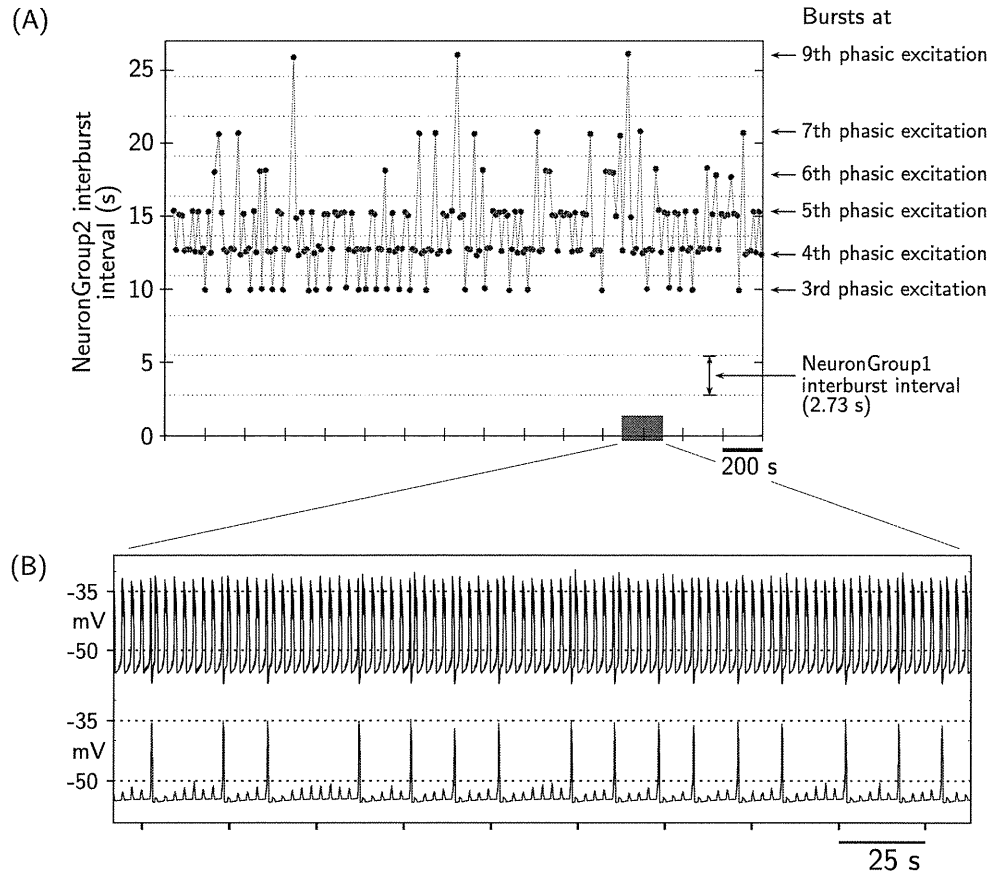 (A)
Bursts at
NeuronGroup2 interburst
interval (s)
25
20
15
10
5
0
9th phasic excitation
7th phasic excitation
6th phasic excitation
5th phasic excitation
4th phasic excitation
3rd phasic excitation
NeuronGroup1
interburst interval
(2.73 s)
200 s
(B)
-35
mV
-50
-35
mV
-50
25 s